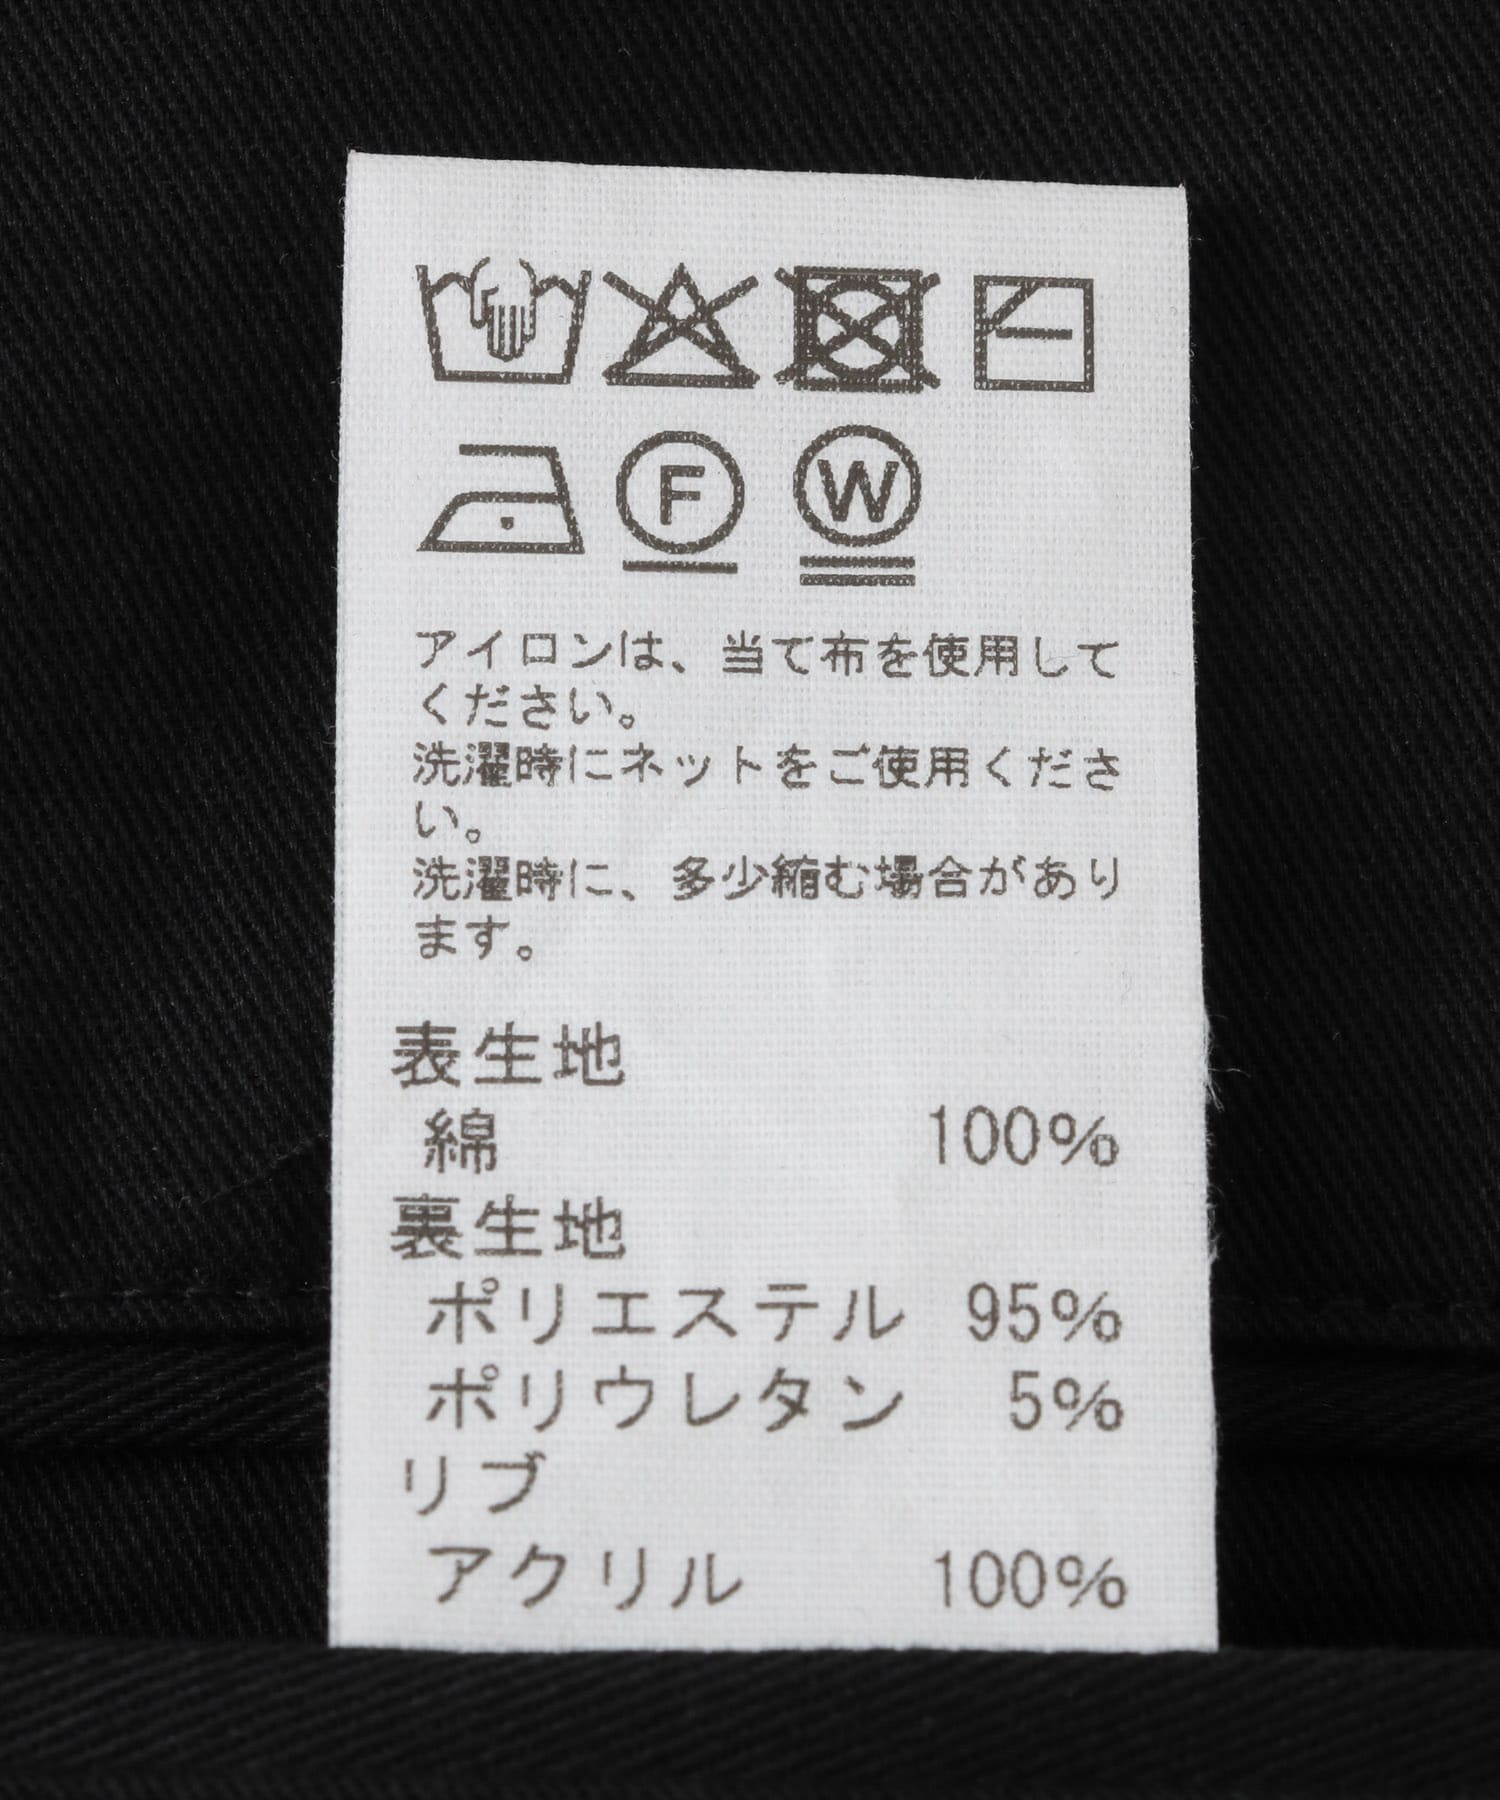 F W
アイロンは、当て布を使用して
ください。
洗濯時にネットをご使用くださ
い。
洗濯時に、多少縮む場合があり
ます。
表生地
綿 100%
裏生地
ポリエステル 95%
ポリウレタン 5%
リブ
アクリル 100%